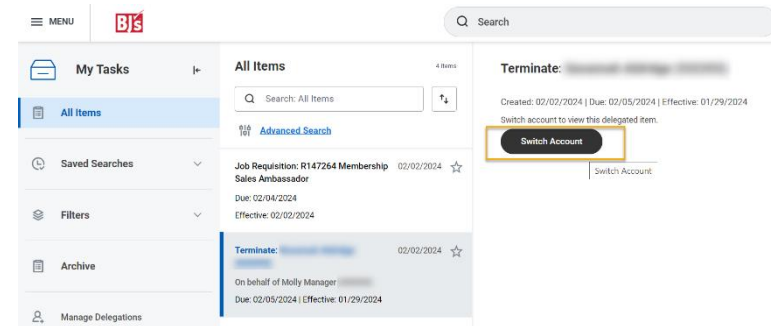 MENU
BJ's
Search
My Tasks
All Items
Saved Searches
Filters
Archive
Manage Delegations
All Items
4 Items
Search: All Items
Advanced Search
Job Requisition: R147264 Membership 02/02/2024
Sales Ambassador
Due: 02/04/2024
Effective: 02/02/2024
Terminate: 02/02/2024
On behalf of Molly Manager
Due: 02/05/2024 | Effective: 01/29/2024
Terminate:
Created: 02/02/2024 | Due: 02/05/2024 | Effective: 01/29/2024
Switch account to view this delegated item.
Switch Account
Switch Account